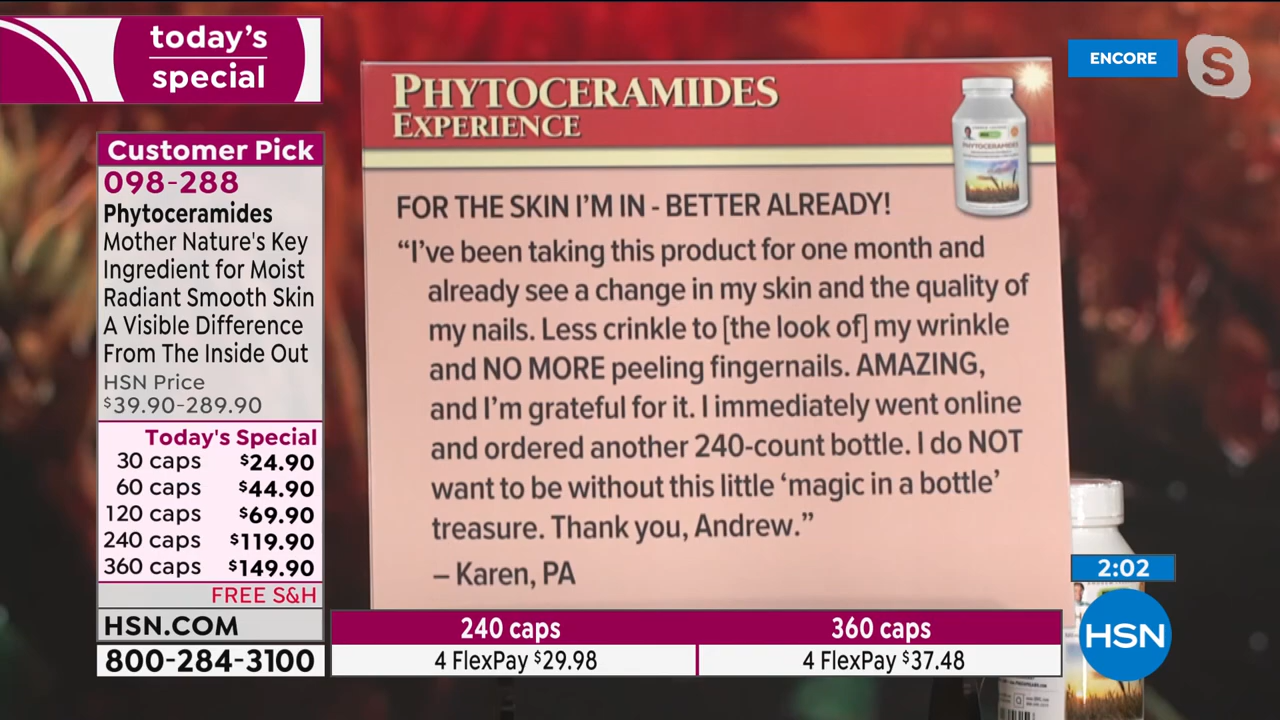 today's
special
ENCORE
S
Customer Pick
098-288
Phytoceramides
Mother Nature's Key
Ingredient for Moist
Radiant Smooth Skin
A Visible Difference
From The Inside Out
HSN Price
$39.90-289.90
Today's Special
30 caps $24.90
60 caps $44.90
120 caps $69.90
240 caps $119.90
360 caps $149.90
FREE S&H
HSN.COM
800-284-3100
PHYTOCERAMIDES
EXPERIENCE
PHYTOCERAMIDES
FOR THE SKIN I'M IN - BETTER ALREADY!
“I've been taking this product for one month and
already see a change in my skin and the quality of
my nails. Less crinkle to [the look of] my wrinkle
and NO MORE peeling fingernails. AMAZING,
and I'm grateful for it. I immediately went online
and ordered another 240-count bottle. I do NOT
want to be without this little ‘magic in a bottle’
treasure. Thank you, Andrew.”
– Karen, PA
2:02
HSN
240 caps 360 caps
4 FlexPay $29.98 4 FlexPay $37.48